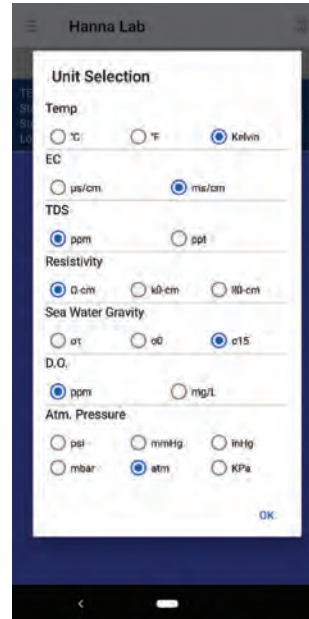 Hanna Lab
Unit Selection
Temp
°C °F Kelvin
EC
µs/cm ms/cm
TDS
ppm ppt
Resistivity
Ω-cm kΩ-cm MΩ-cm
Sea Water Gravity
στ σ0 σ15
D.O.
ppm mg/L
Atm. Pressure
psi mmHg inHg
mbar atm KPa
OK